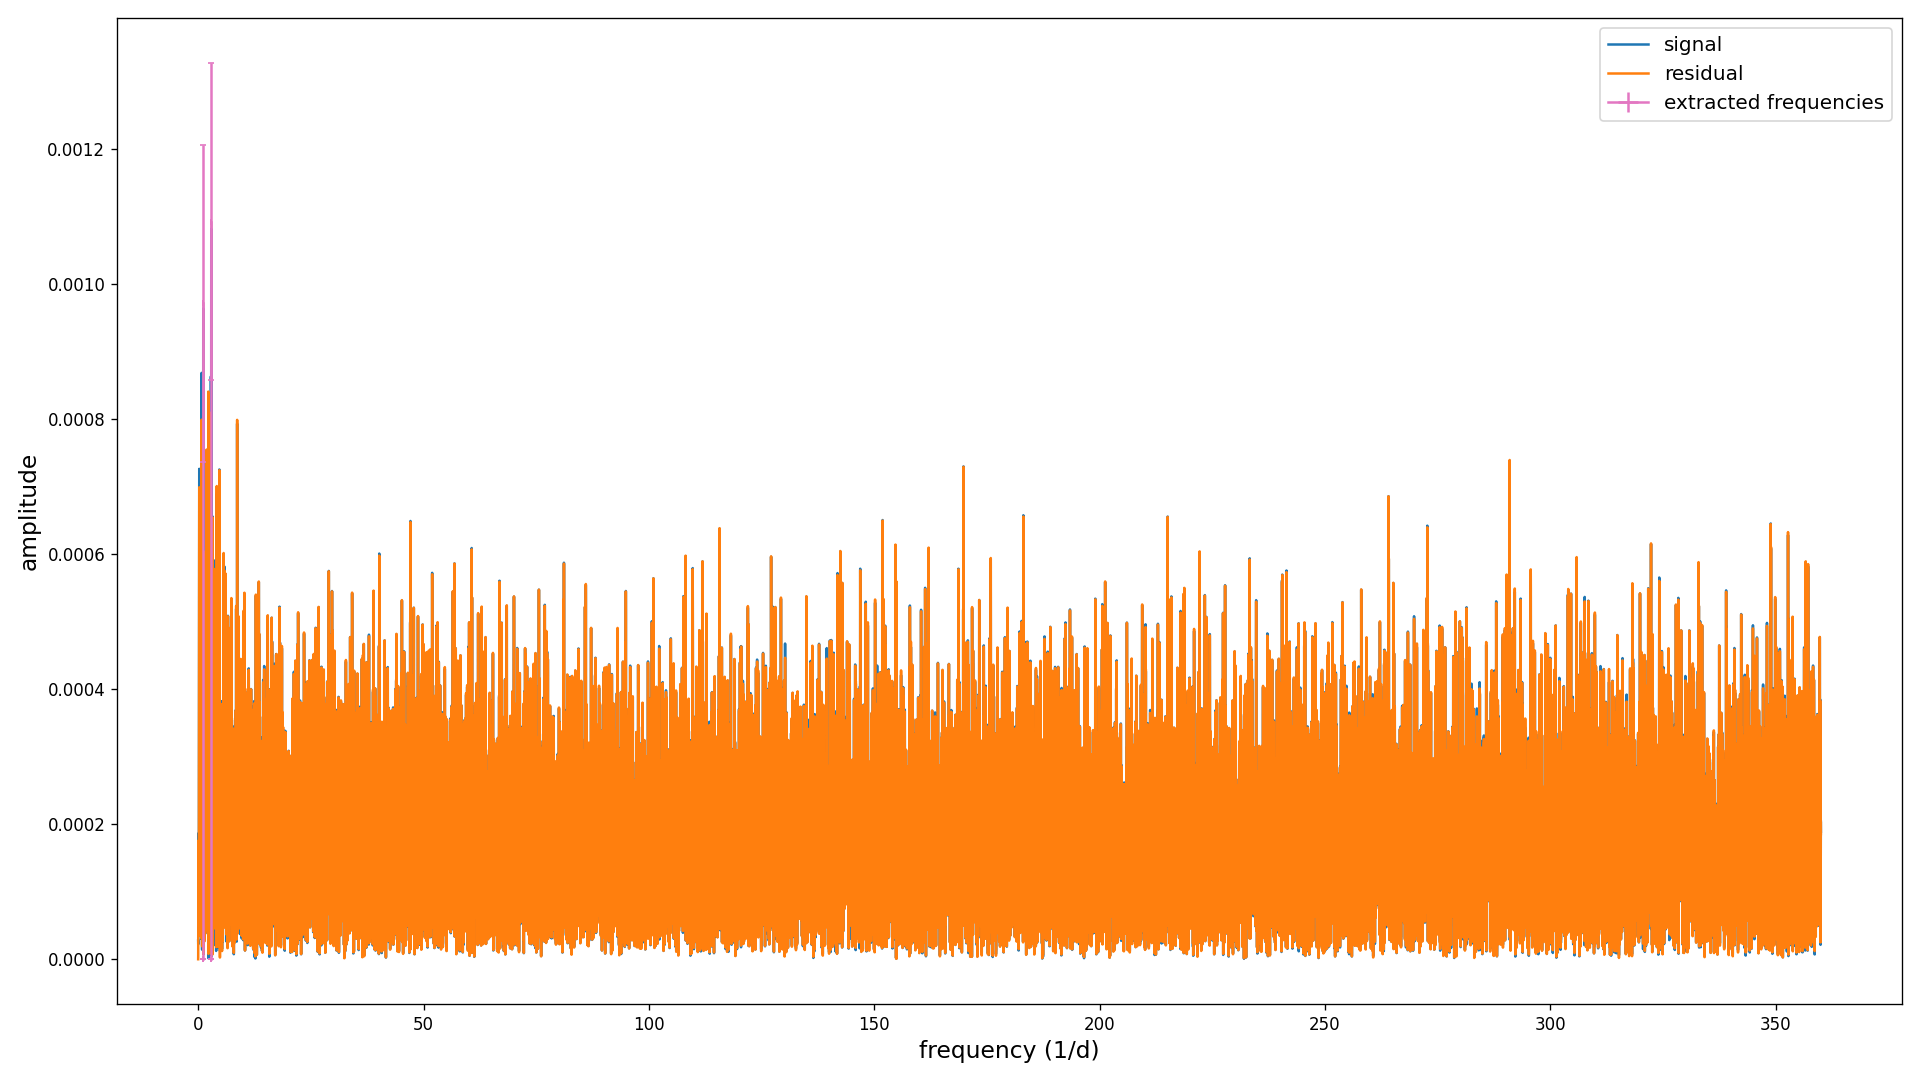 signal
residual
extracted frequencies
0.0012
0.0010
0.0008
0.0006
0.0004
0.0002
0.0000
amplitude
0 50 100 150 200 250 300 350
frequency (1/d)